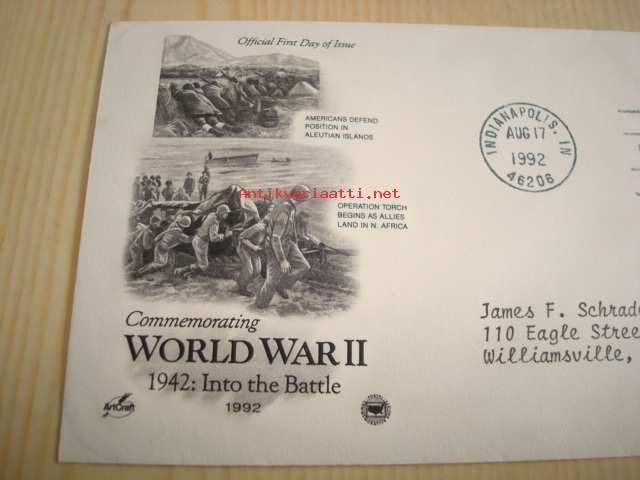 Official First Day of Issue
AMERICANS DEFEND
POSITION IN
ALEUTIAN ISLANDS
INDIANAPOLIS, IN
AUG 17
1992
46206
Antikvariaatti.net
OPERATION TORCH
BEGINS AS ALLIES
LAND IN N. AFRICA
Commemorating
WORLD WAR II
1942: Into the Battle
1992
ArtCraft
James F. Schrad
110 Eagle Stree
Williamsville,